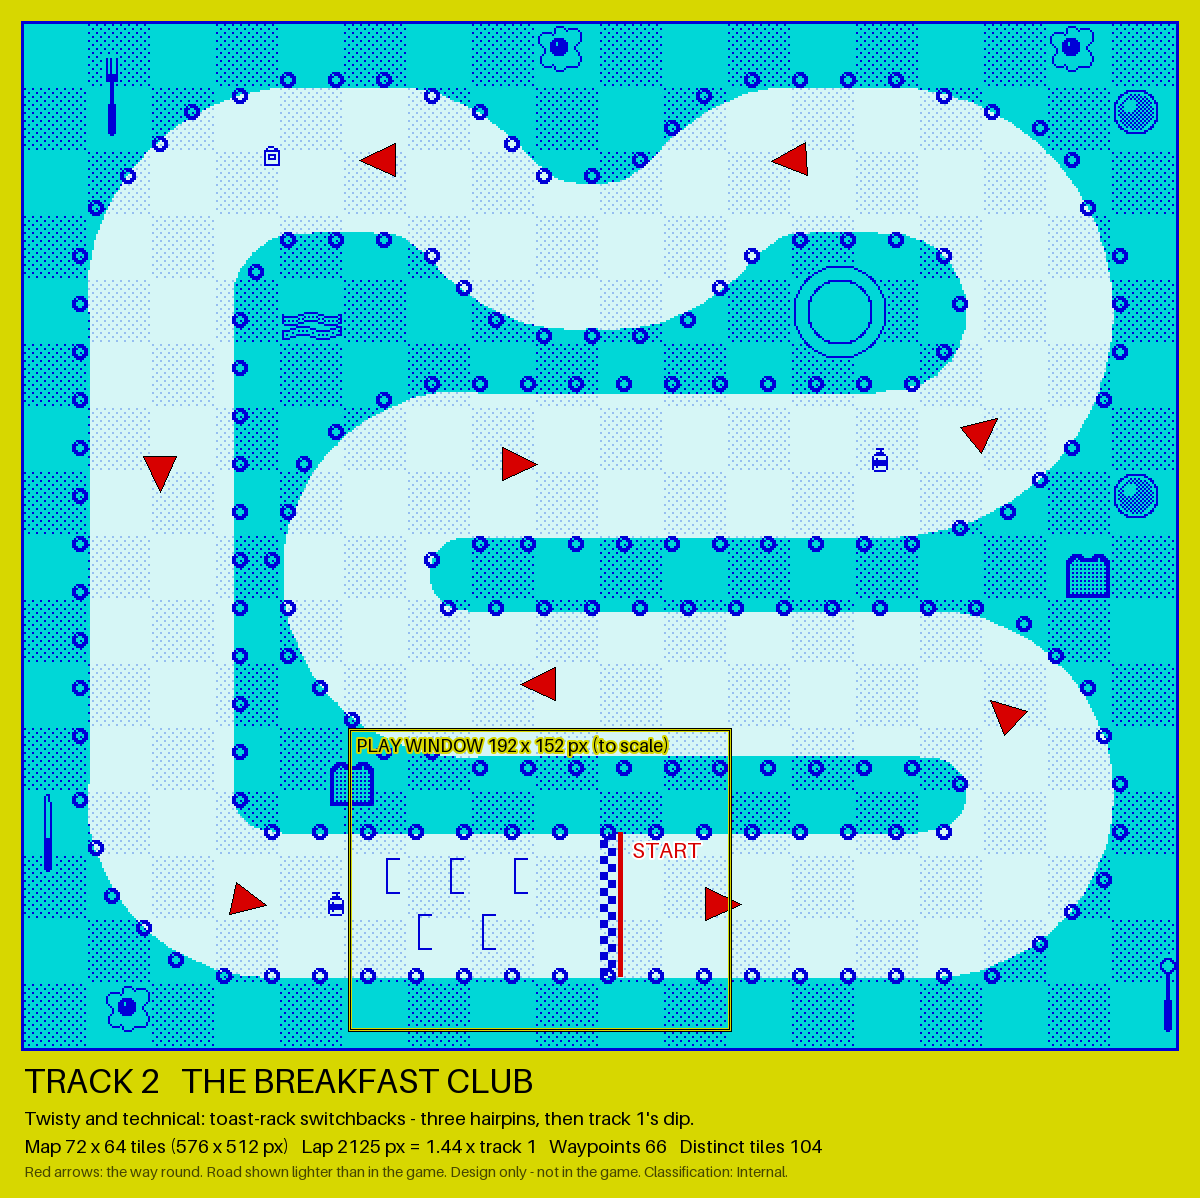 PLAY WINDOW 192 x 152 px (to scale)
START
TRACK 2 THE BREAKFAST CLUB
Twisty and technical: toast-rack switchbacks - three hairpins, then track 1's dip.
Map 72 x 64 tiles (576 x 512 px) Lap 2125 px = 1.44 x track 1 Waypoints 66 Distinct tiles 104
Red arrows: the way round. Road shown lighter than in the game. Design only - not in the game. Classification: Internal.